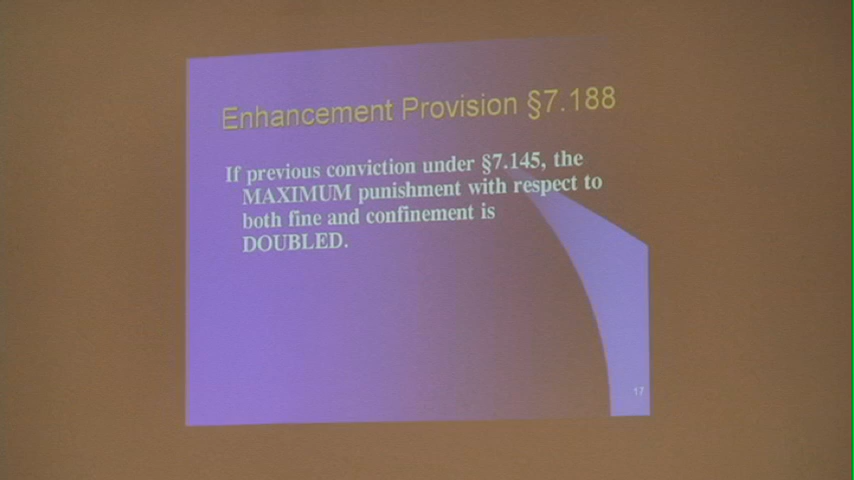 Enhancement Provision §7.188
If previous conviction under §7.145, the
MAXIMUM punishment with respect to
both fine and confinement is
DOUBLED.
17